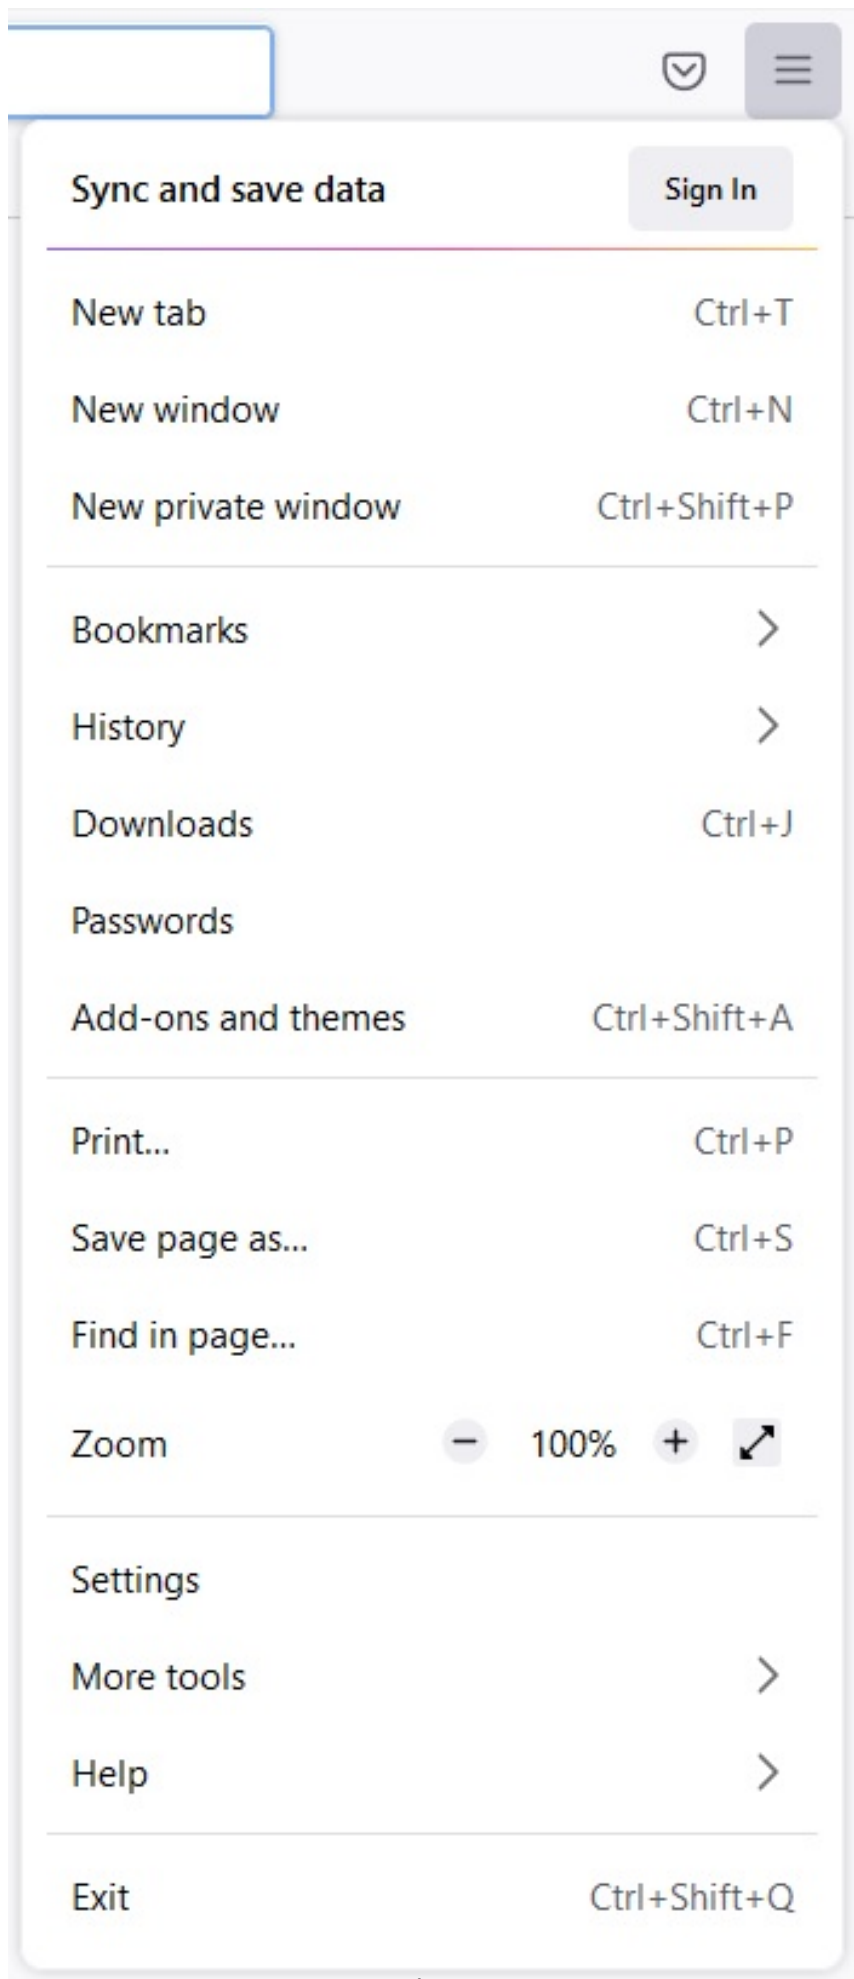 Sync and save data Sign In
New tab Ctrl+T
New window Ctrl+N
New private window Ctrl+Shift+P
Bookmarks
History
Downloads Ctrl+J
Passwords
Add-ons and themes Ctrl+Shift+A
Print... Ctrl+P
Save page as... Ctrl+S
Find in page... Ctrl+F
Zoom − 100% +
Settings
More tools
Help
Exit Ctrl+Shift+Q